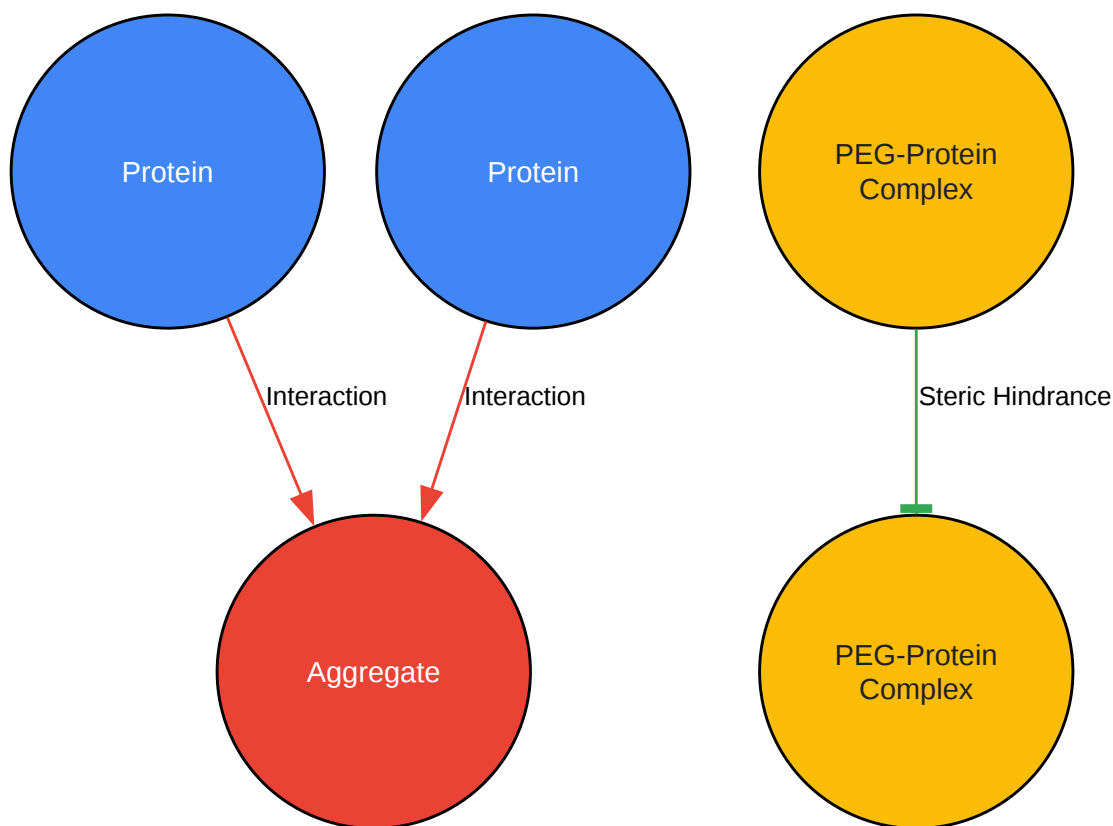 Protein
Protein
PEG-Protein
Complex
Interaction
Interaction
Steric Hindrance
Aggregate
PEG-Protein
Complex